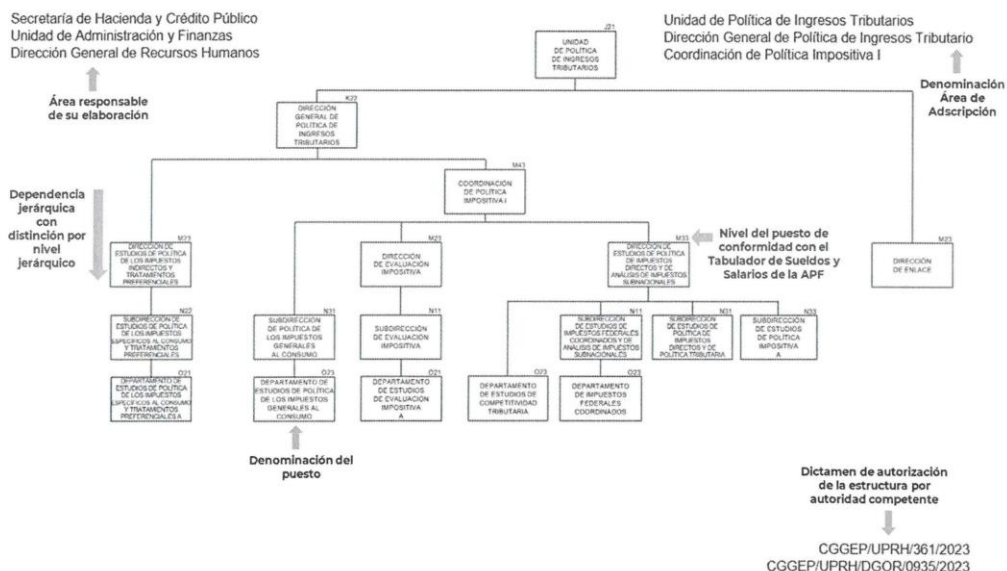 Secretaría de Hacienda y Crédito Público
Unidad de Administración y Finanzas
Dirección General de Recursos Humanos
Unidad de Política de Ingresos Tributarios
Dirección General de Política de Ingresos Tributario
Coordinación de Política Impositiva I
Área responsable
de su elaboración
Denominación
Área de
Adscripción
J21
UNIDAD
DE POLÍTICA
DE INGRESOS
TRIBUTARIOS
K22
DIRECCIÓN
GENERAL DE
POLÍTICA DE
INGRESOS
TRIBUTARIOS
M43
COORDINACIÓN
DE POLÍTICA
IMPOSITIVA I
Dependencia
jerárquica
con
distinción por
nivel
jerárquico
M23
DIRECCIÓN DE
ESTUDIOS DE POLÍTICA
DE LOS IMPUESTOS
INDIRECTOS Y
TRATAMIENTOS
PREFERENCIALES
M23
DIRECCIÓN
DE EVALUACIÓN
IMPOSITIVA
M33
DIRECCIÓN DE
ESTUDIOS DE POLÍTICA
DE IMPUESTOS
DIRECTOS Y DE
ANÁLISIS DE IMPUESTOS
SUBNACIONALES
Nivel del puesto de
conformidad con el
Tabulador de Sueldos y
Salarios de la APF
M23
DIRECCIÓN
DE ENLACE
N22
SUBDIRECCIÓN DE
ESTUDIOS DE POLÍTICA
DE LOS IMPUESTOS
ESPECÍFICOS AL CONSUMO
Y TRATAMIENTOS
PREFERENCIALES
N31
SUBDIRECCIÓN
DE POLÍTICA DE
LOS IMPUESTOS
GENERALES
AL CONSUMO
N11
SUBDIRECCIÓN
DE EVALUACIÓN
IMPOSITIVA
N11
SUBDIRECCIÓN
DE ESTUDIOS DE
IMPUESTOS FEDERALES
COORDINADOS Y DE
ANÁLISIS DE IMPUESTOS
SUBNACIONALES
N31
SUBDIRECCIÓN
DE ESTUDIOS DE
POLÍTICA DE
IMPUESTOS
DIRECTOS Y DE
POLÍTICA TRIBUTARIA
N33
SUBDIRECCIÓN
DE ESTUDIOS
DE POLÍTICA
IMPOSITIVA
A
O21
DEPARTAMENTO DE
ESTUDIOS DE POLÍTICA
DE LOS IMPUESTOS
ESPECÍFICOS AL CONSUMO
Y TRATAMIENTOS
PREFERENCIALES A
O23
DEPARTAMENTO DE
ESTUDIOS DE POLÍTICA
DE LOS IMPUESTOS
GENERALES AL
CONSUMO
O21
DEPARTAMENTO
DE ESTUDIOS
DE EVALUACIÓN
IMPOSITIVA
A
O23
DEPARTAMENTO
DE ESTUDIOS DE
COMPETITIVIDAD
TRIBUTARIA
O23
DEPARTAMENTO
DE IMPUESTOS
FEDERALES
COORDINADOS
Denominación del
puesto
Dictamen de autorización
de la estructura por
autoridad competente
CGGEP/UPRH/361/2023
CGGEP/UPRH/DGOR/0935/2023